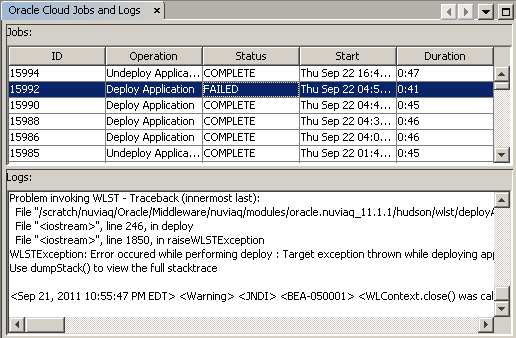 Oracle Cloud Jobs and Logs
Jobs:
ID Operation Status Start Duration
15994 Undeploy Applica... COMPLETE Thu Sep 22 16:4... 0:47
15992 Deploy Application FAILED Thu Sep 22 04:5... 0:41
15990 Deploy Application COMPLETE Thu Sep 22 04:4... 0:45
15988 Deploy Application COMPLETE Thu Sep 22 04:3... 0:46
15986 Deploy Application COMPLETE Thu Sep 22 04:0... 0:46
15985 Undeploy Applica... COMPLETE Thu Sep 22 01:4... 0:45
Logs:
Problem invoking WLST - Traceback (innermost last):
File "/scratch/nuviaq/Oracle/Middleware/nuviaq/modules/oracle.nuviaq_11.1.1/hudson/wlst/deployA
File "<iostream>", line 246, in deploy
File "<iostream>", line 1850, in raiseWLSTException
WLSTException: Error occured while performing deploy : Target exception thrown while deploying app
Use dumpStack() to view the full stacktrace
<Sep 21, 2011 10:55:47 PM EDT> <Warning> <JNDI> <BEA-050001> <WLContext.close() was cal